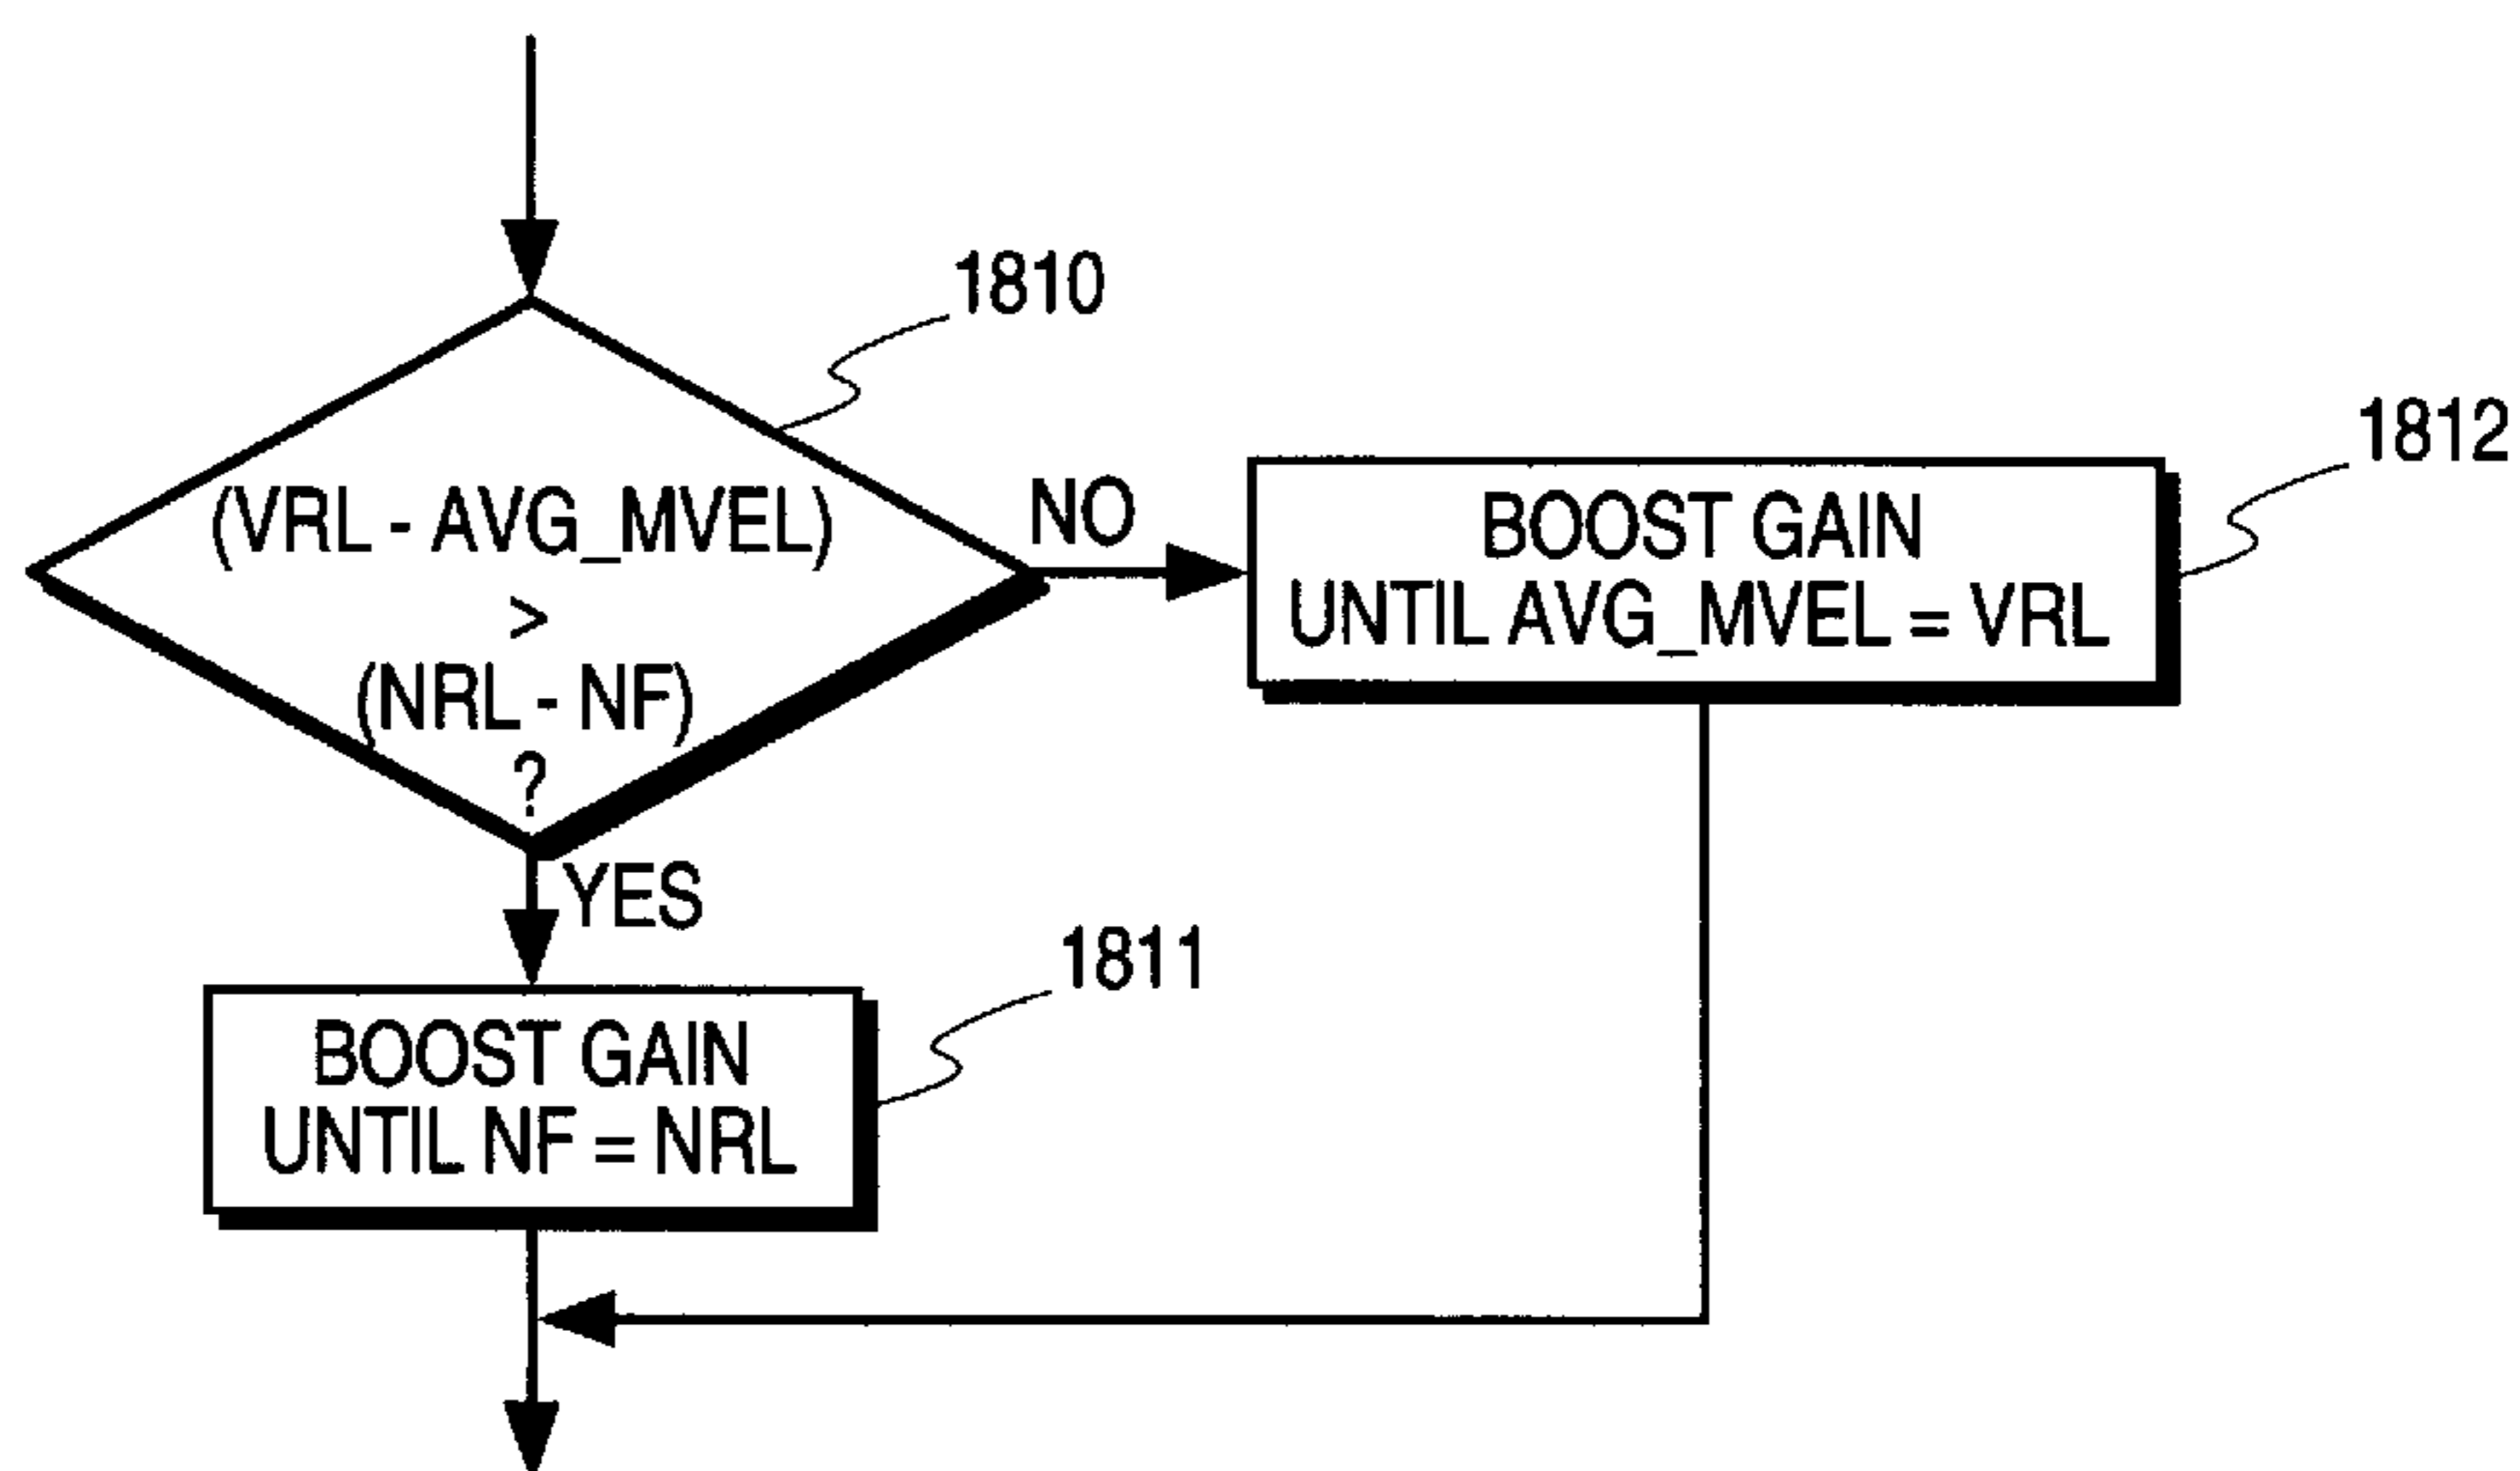 1810
(VRL - AVG_MVEL)
>
(NRL - NF)
?
NO
1812
BOOST GAIN
UNTIL AVG_MVEL = VRL
YES
1811
BOOST GAIN
UNTIL NF = NRL